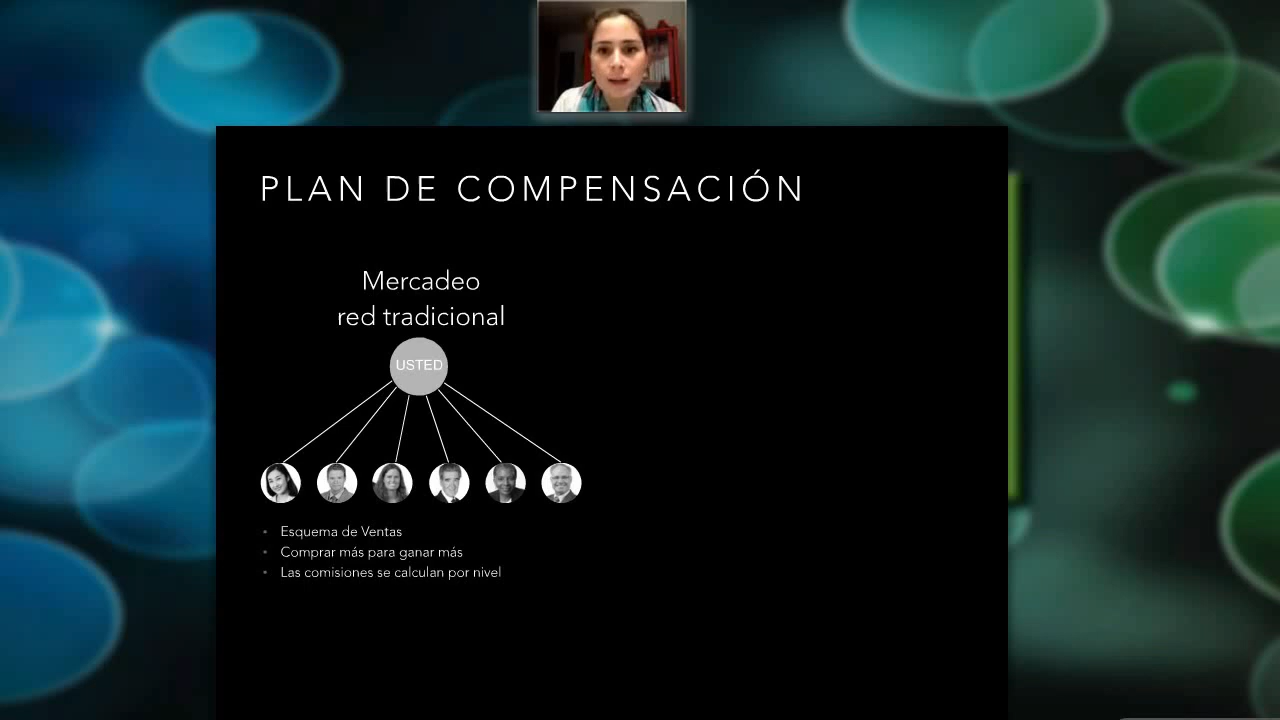 PLAN DE COMPENSACIÓN
Mercadeo
red tradicional
USTED
Esquema de Ventas
Comprar más para ganar más
Las comisiones se calculan por nivel